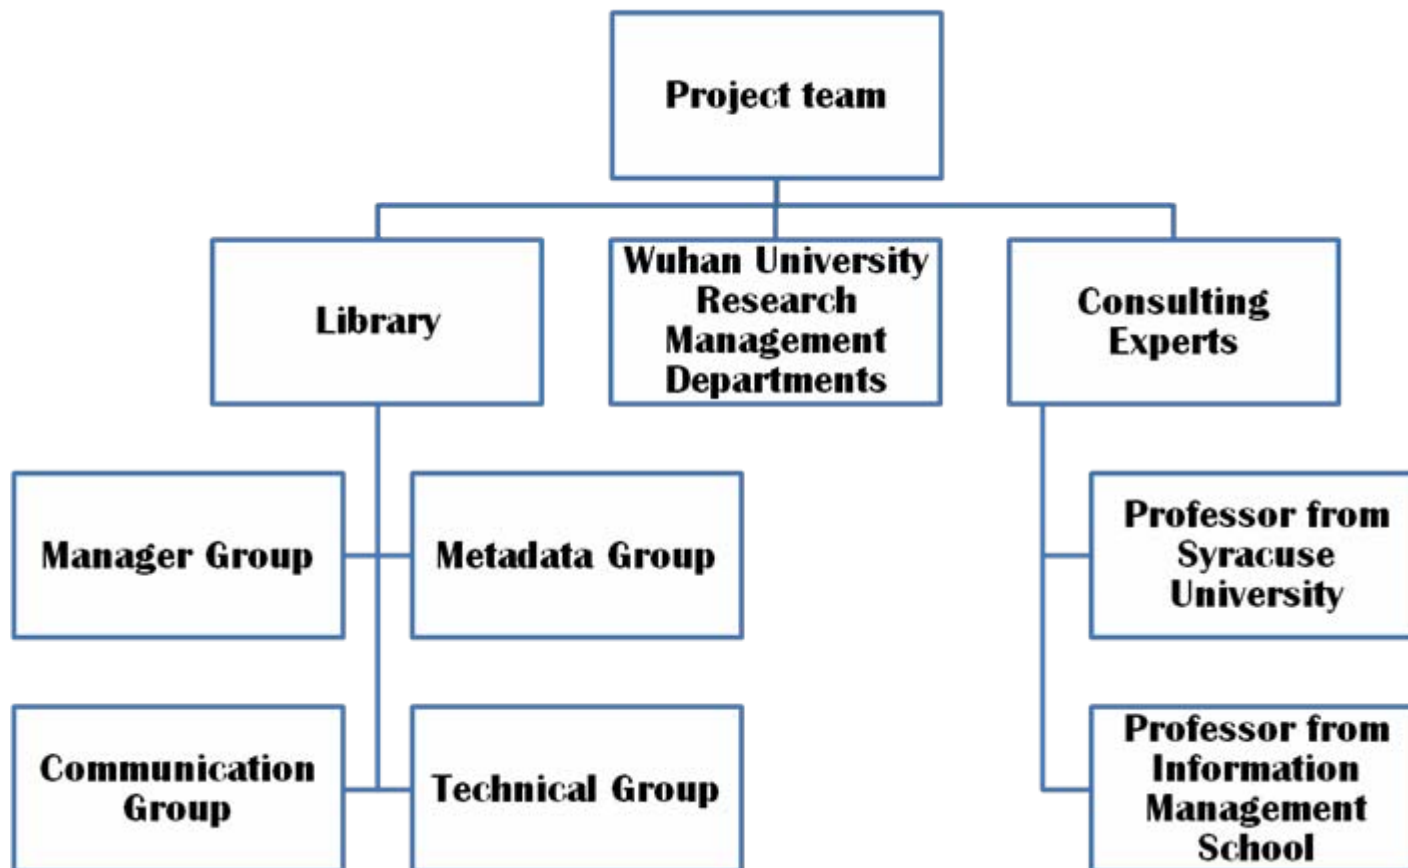 Project team
Library
Wuhan University
Research
Management
Departments
Consulting
Experts
Manager Group
Metadata Group
Professor from
Syracuse
University
Communication
Group
Technical Group
Professor from
Information
Management
School